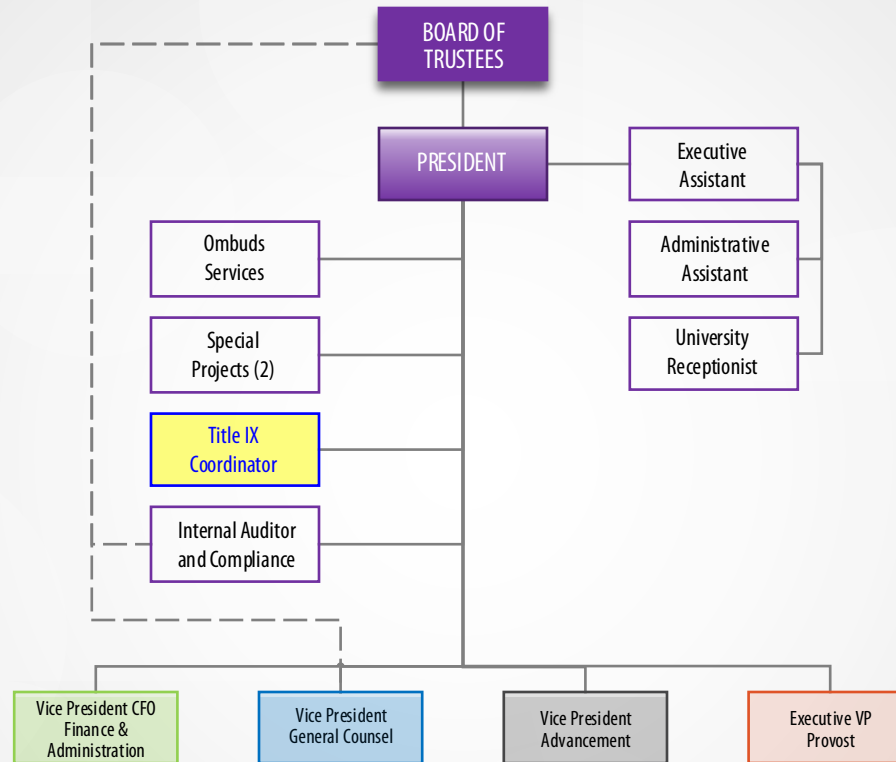 BOARD OF
TRUSTEES
PRESIDENT
Executive
Assistant
Ombuds
Services
Administrative
Assistant
Special
Projects (2)
University
Receptionist
Title IX
Coordinator
Internal Auditor
and Compliance
Vice President CFO
Finance &
Administration
Vice President
General Counsel
Vice President
Advancement
Executive VP
Provost